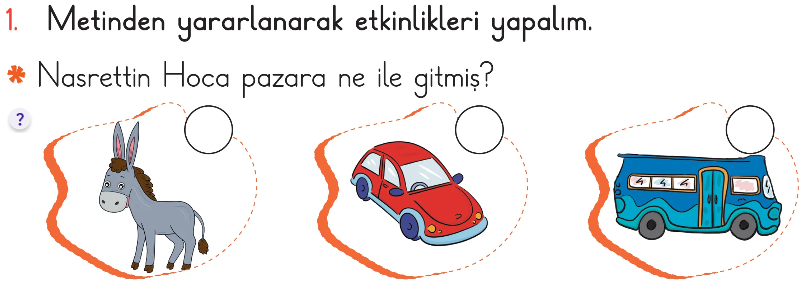 1. Metinden yararlanarak etkinlikleri yapalım.
* Nasrettin Hoca pazara ne ile gitmiş?
?